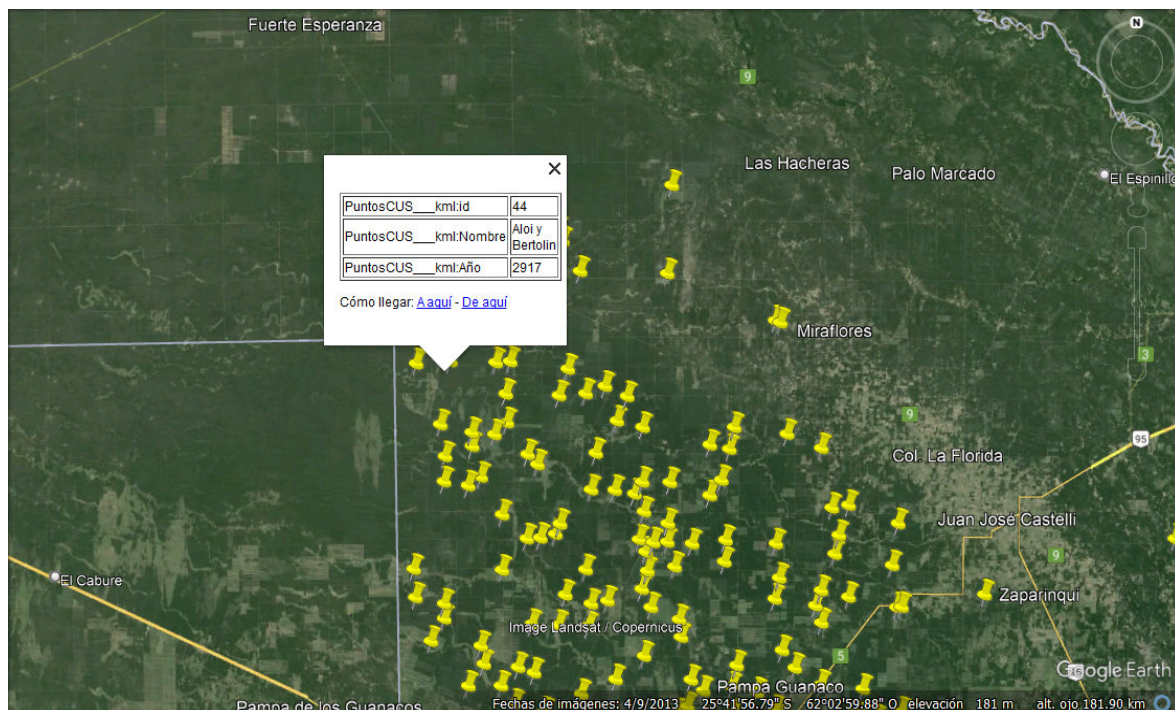 Fuerte Esperanza
N
9
Las Hacheras
Palo Marcado
El Espinillo
PuntosCUS___kml:id 44
PuntosCUS___kml:Nombre Aloi y
Bertolin
PuntosCUS___kml:Año 2917
Cómo llegar: A aquí - De aquí
Miraflores
3
9
95
Col. La Florida
Juan José Castelli
9
El Cabure
Zaparinqui
Image Landsat / Copernicus
5
Google Earth
Pampa Guanaco
Pampa de los Guanacos
Fechas de imágenes: 4/9/2013 25°41'56.79" S 62°02'59.88" O elevación 181 m alt. ojo 181.90 km